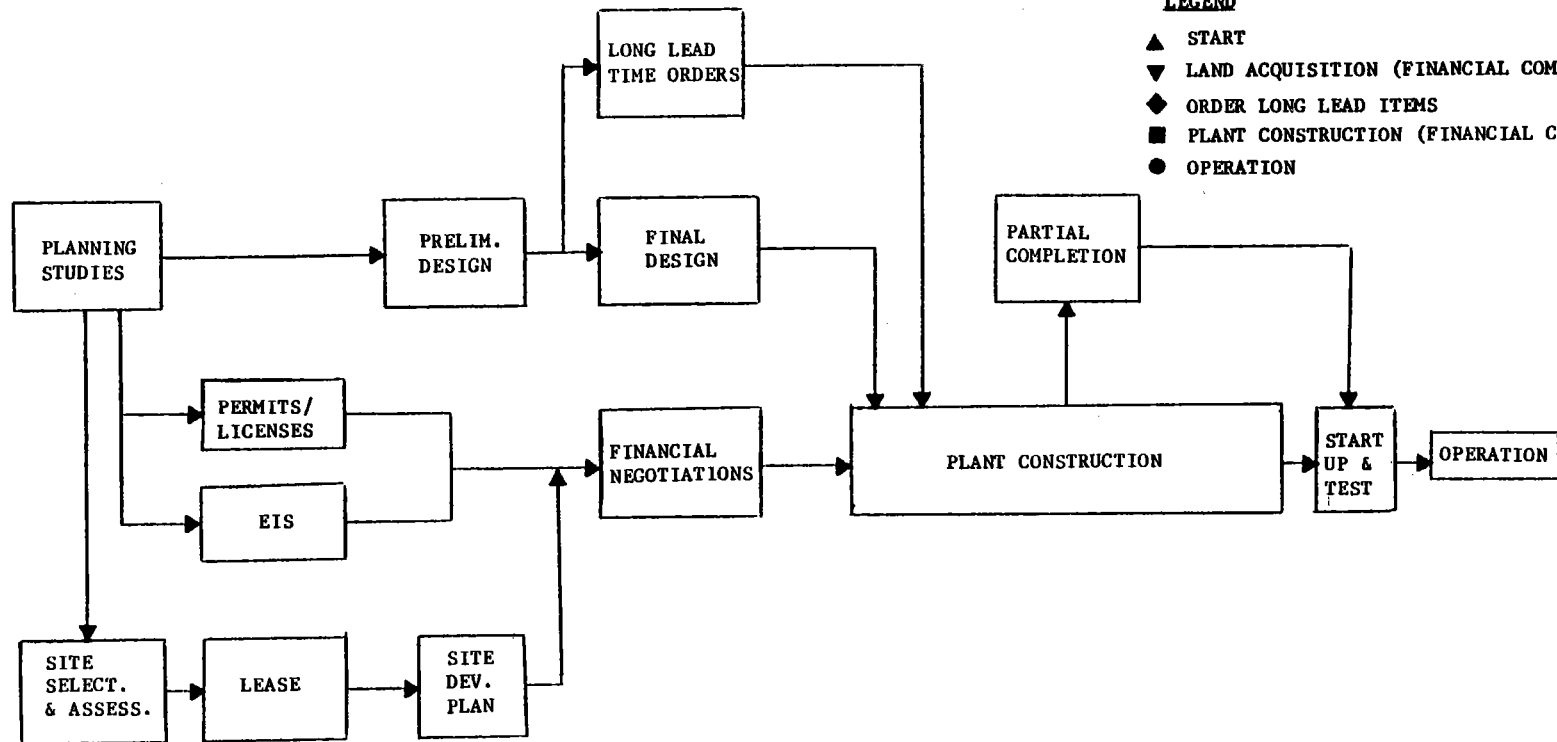 LEGEND
START
LAND ACQUISITION (FINANCIAL COM
ORDER LONG LEAD ITEMS
PLANT CONSTRUCTION (FINANCIAL C
OPERATION
LONG LEAD
TIME ORDERS
PLANNING
STUDIES
PRELIM.
DESIGN
FINAL
DESIGN
PARTIAL
COMPLETION
PERMITS/
LICENSES
EIS
FINANCIAL
NEGOTIATIONS
PLANT CONSTRUCTION
START
UP &
TEST
OPERATION
SITE
SELECT.
& ASSESS.
LEASE
SITE
DEV.
PLAN